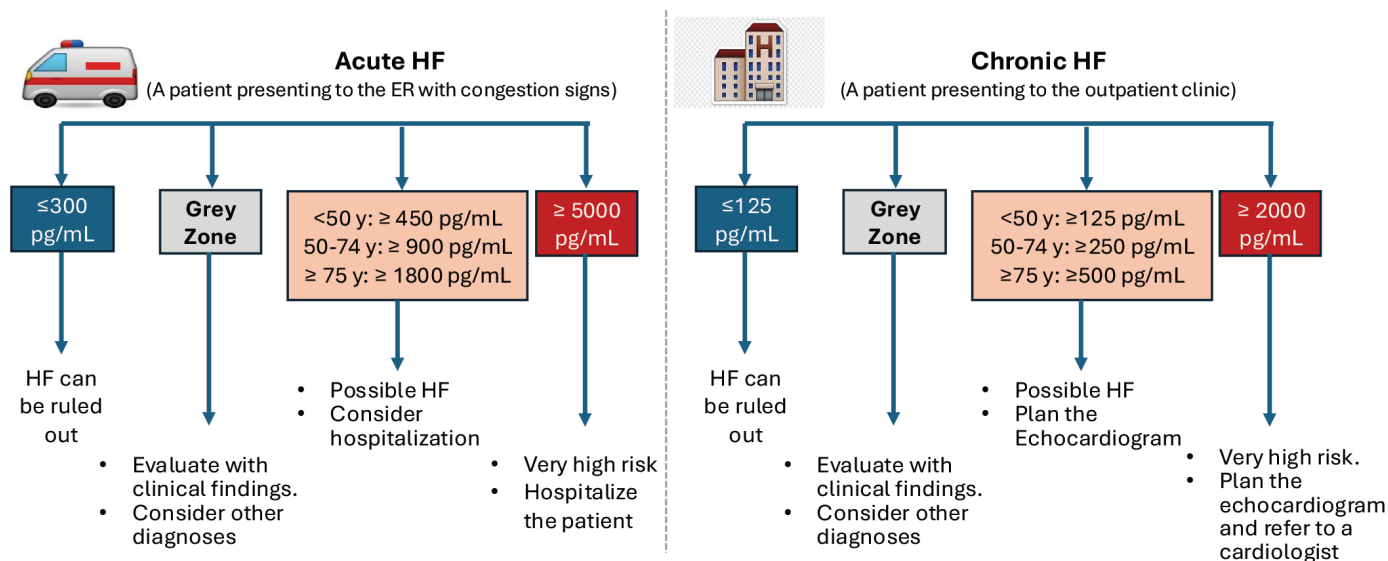 Acute HF
(A patient presenting to the ER with congestion signs)
≤300
pg/mL
Grey
Zone
<50 y: ≥ 450 pg/mL
50-74 y: ≥ 900 pg/mL
≥ 75 y: ≥ 1800 pg/mL
≥ 5000
pg/mL
HF can
be ruled
out
• Evaluate with
clinical findings.
• Consider other
diagnoses
• Possible HF
• Consider
hospitalization
• Very high risk
• Hospitalize
the patient
H
Chronic HF
(A patient presenting to the outpatient clinic)
≤125
pg/mL
Grey
Zone
<50 y: ≥125 pg/mL
50-74 y: ≥250 pg/mL
≥75 y: ≥500 pg/mL
≥ 2000
pg/mL
HF can
be ruled
out
• Evaluate with
clinical findings.
• Consider other
diagnoses
• Possible HF
• Plan the
Echocardiogram
• Very high risk.
• Plan the
echocardiogram
and refer to a
cardiologist